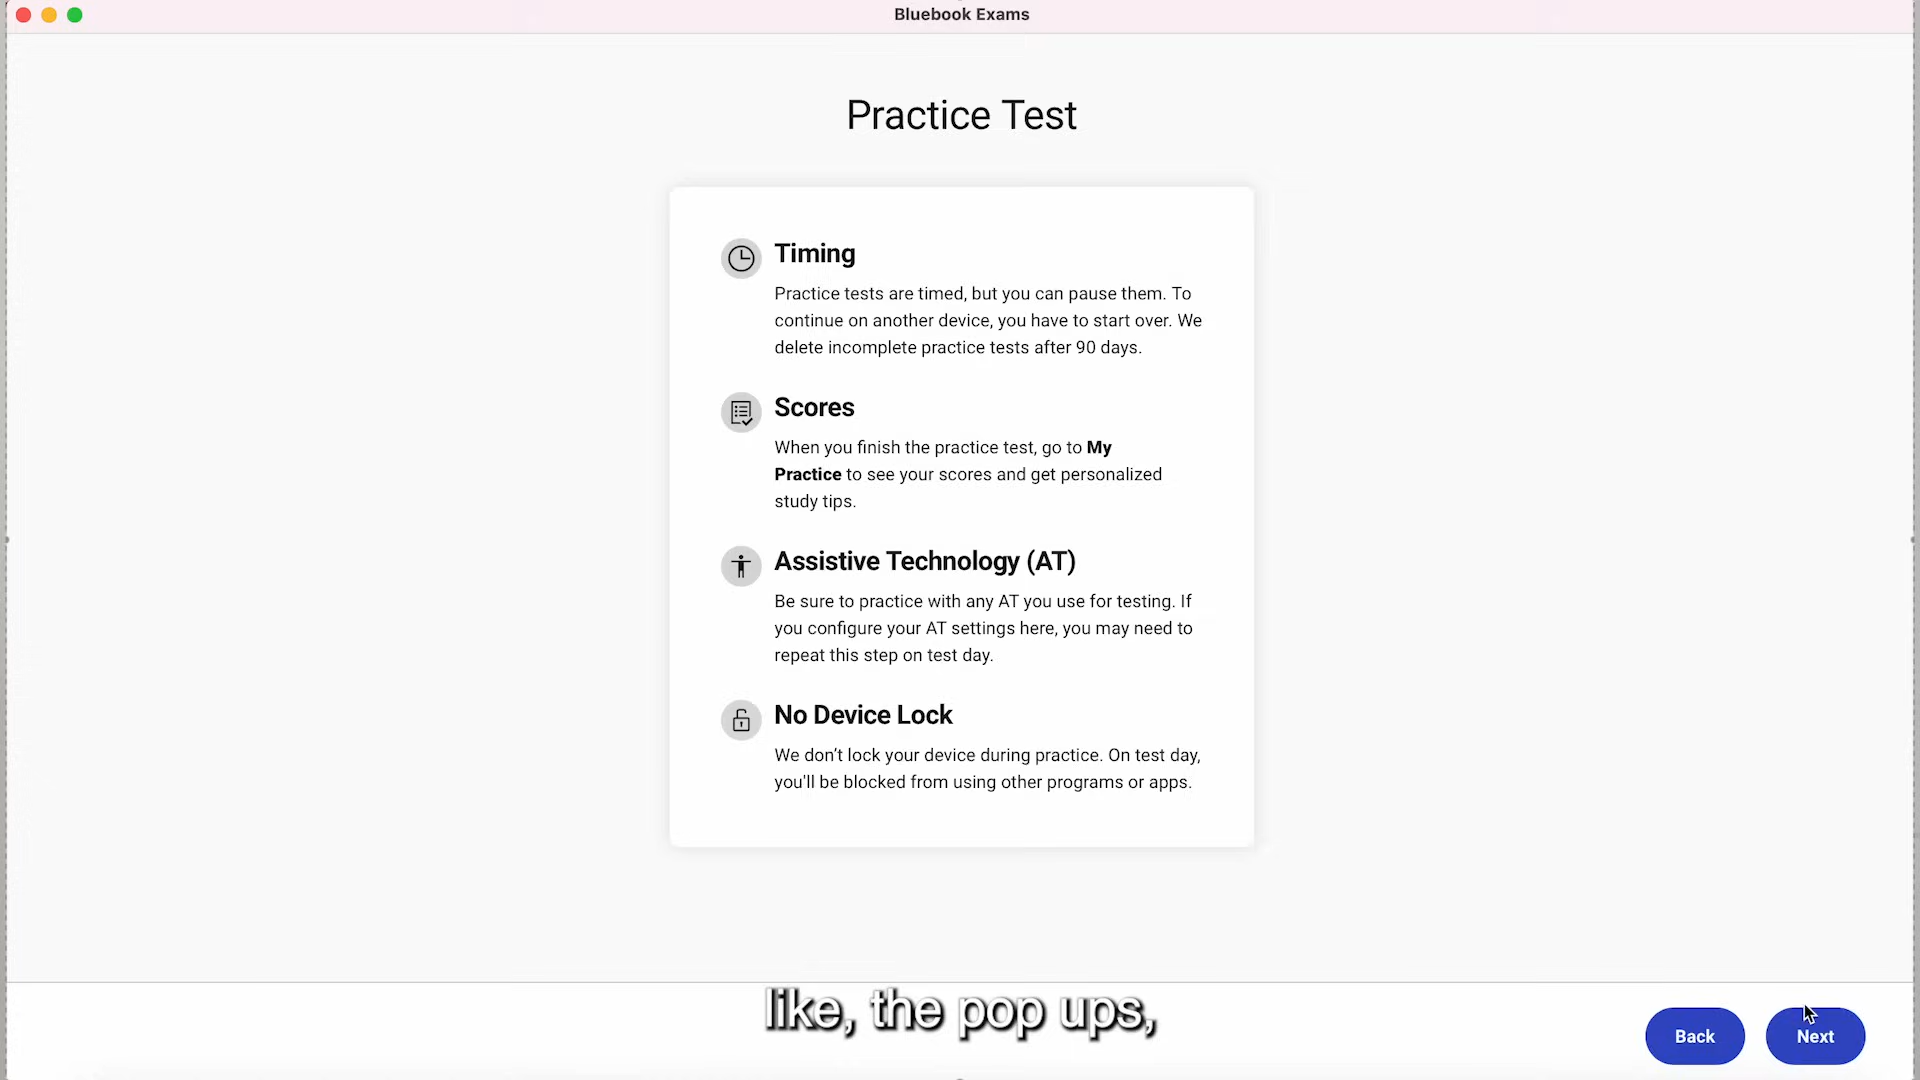 Bluebook Exams
Practice Test
Timing
Practice tests are timed, but you can pause them. To
continue on another device, you have to start over. We
delete incomplete practice tests after 90 days.
Scores
When you finish the practice test, go to My
Practice to see your scores and get personalized
study tips.
Assistive Technology (AT)
Be sure to practice with any AT you use for testing. If
you configure your AT settings here, you may need to
repeat this step on test day.
No Device Lock
We don’t lock your device during practice. On test day,
you'll be blocked from using other programs or apps.
like, the pop ups,
Back
Next